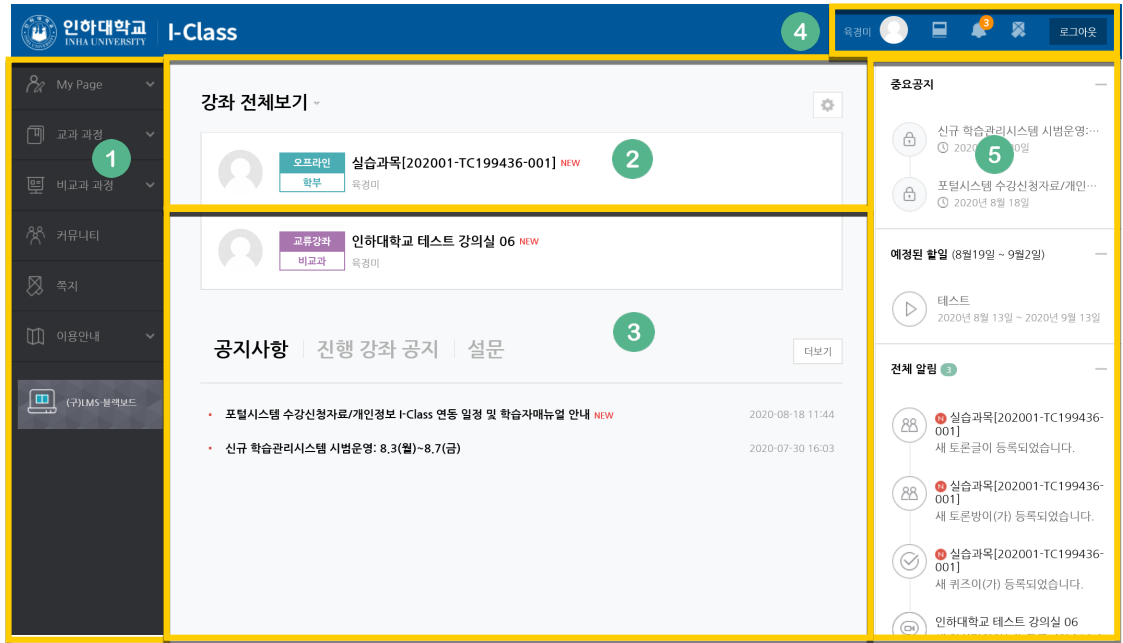 인하대학교
INHA UNIVERSITY
I-Class
4
육경미
3
로그아웃
My Page
교과 과정
1
비교과 과정
커뮤니티
쪽지
이용안내
(구)LMS-블랙보드
강좌 전체보기
오프라인
학부
실습과목[202001-TC199436-001] NEW
육경미
2
교류강좌
비교과
인하대학교 테스트 강의실 06 NEW
육경미
3
공지사항 진행 강좌 공지 설문
더보기
포털시스템 수강신청자료/개인정보 I-Class 연동 일정 및 학습자매뉴얼 안내 NEW 2020-08-18 11:44
신규 학습관리시스템 시범운영: 8.3(월)~8.7(금) 2020-07-30 16:03
중요공지
신규 학습관리시스템 시범운영:…
5
포털시스템 수강신청자료/개인…
2020년 8월 18일
예정된 할일 (8월19일 ~ 9월2일)
테스트
2020년 8월 13일 ~ 2020년 9월 13일
전체 알림 3
N 실습과목[202001-TC199436-
001]
새 토론글이 등록되었습니다.
N 실습과목[202001-TC199436-
001]
새 토론방이(가) 등록되었습니다.
N 실습과목[202001-TC199436-
001]
새 퀴즈이(가) 등록되었습니다.
인하대학교 테스트 강의실 06